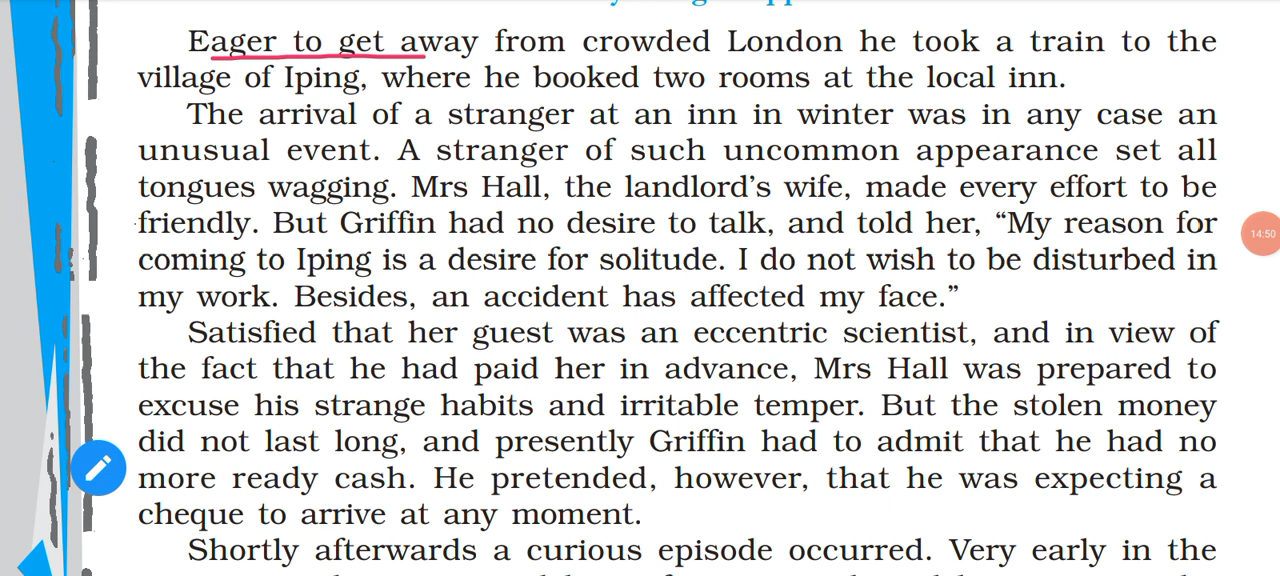 Eager to get away from crowded London he took a train to the
village of Iping, where he booked two rooms at the local inn.
The arrival of a stranger at an inn in winter was in any case an
unusual event. A stranger of such uncommon appearance set all
tongues wagging. Mrs Hall, the landlord’s wife, made every effort to be
friendly. But Griffin had no desire to talk, and told her, “My reason for
14:50
coming to Iping is a desire for solitude. I do not wish to be disturbed in
my work. Besides, an accident has affected my face.”
Satisfied that her guest was an eccentric scientist, and in view of
the fact that he had paid her in advance, Mrs Hall was prepared to
excuse his strange habits and irritable temper. But the stolen money
did not last long, and presently Griffin had to admit that he had no
more ready cash. He pretended, however, that he was expecting a
cheque to arrive at any moment.
Shortly afterwards a curious episode occurred. Very early in the